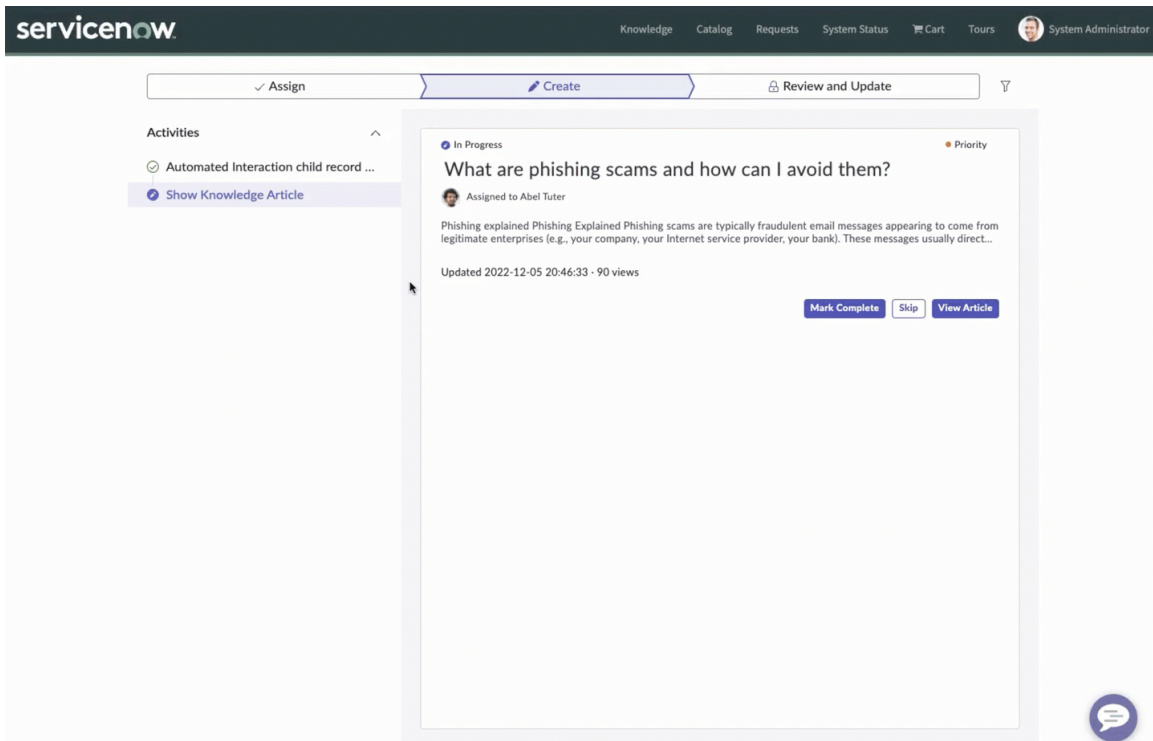 servicenow.
Knowledge Catalog Requests System Status Cart Tours System Administrator
Assign Create Review and Update
Activities
Automated Interaction child record ...
Show Knowledge Article
In Progress Priority
What are phishing scams and how can I avoid them?
Assigned to Abel Tuter
Phishing explained Phishing Explained Phishing scams are typically fraudulent email messages appearing to come from
legitimate enterprises (e.g., your company, your Internet service provider, your bank). These messages usually direct...
Updated 2022-12-05 20:46:33 · 90 views
Mark Complete Skip View Article